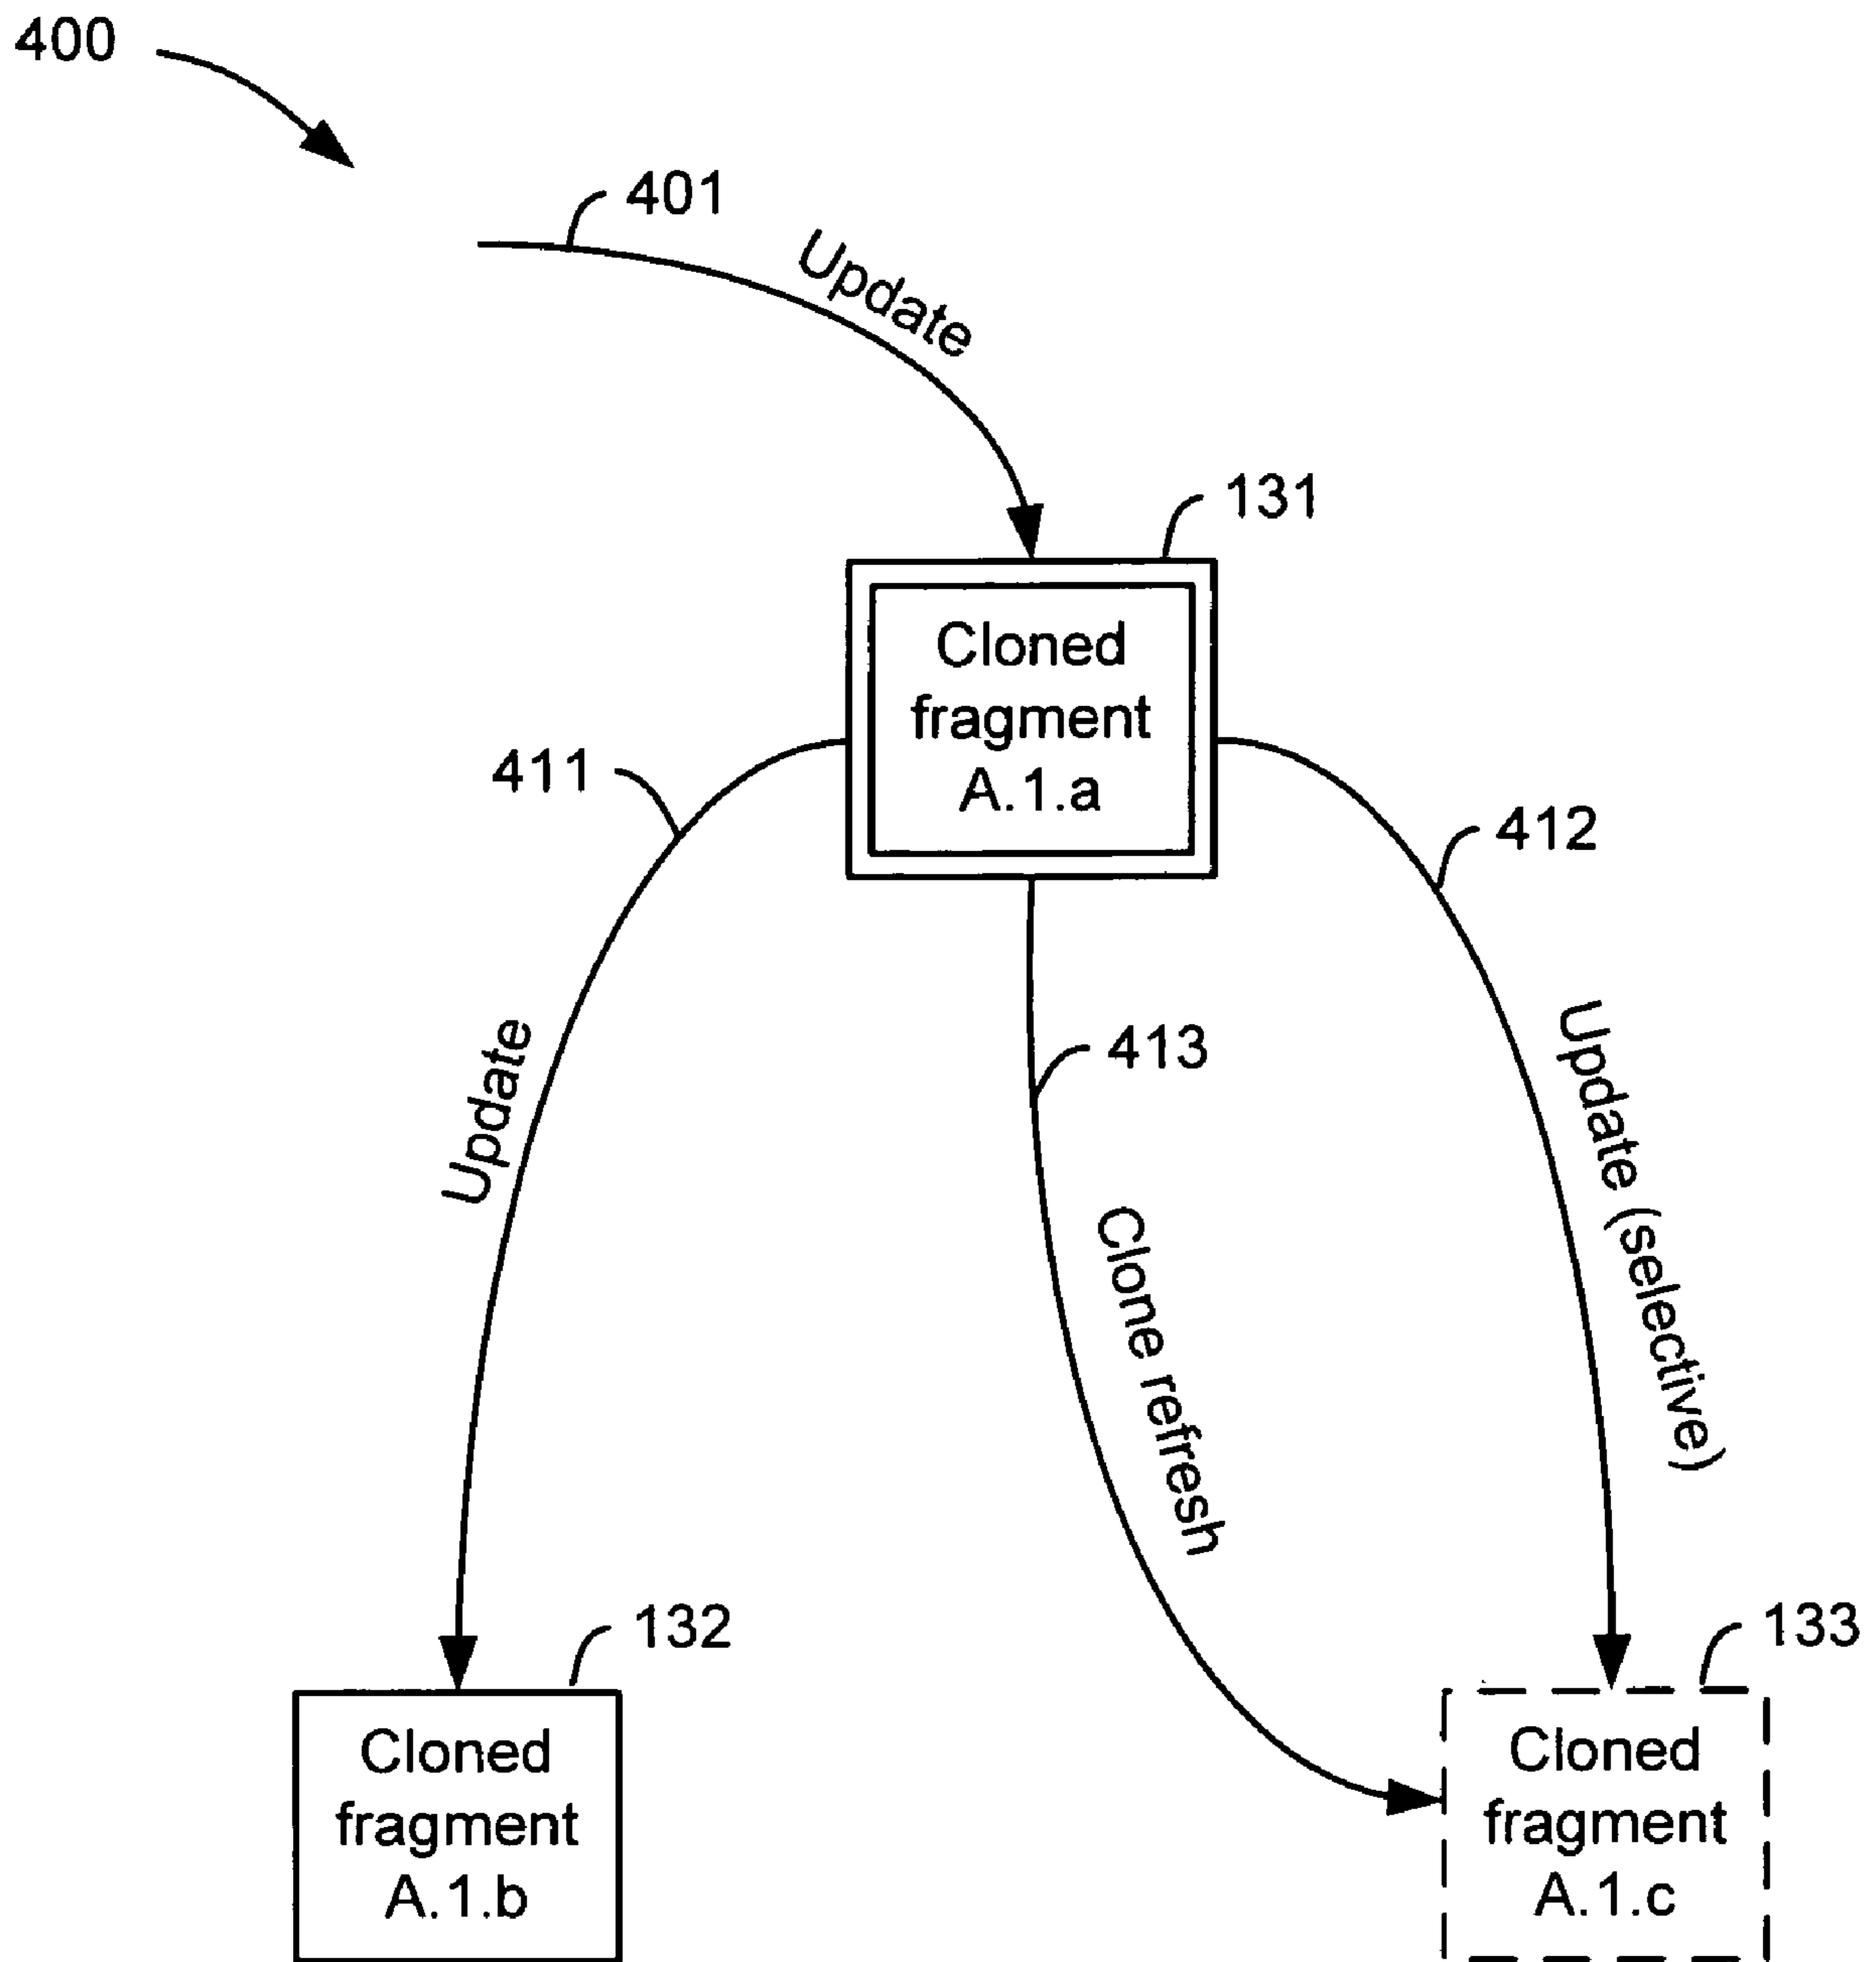 400
401
Update
131
Cloned
fragment
A.1.a
411
412
413
Update
Update (selective)
Clone refresh
132
133
Cloned
fragment
A.1.b
Cloned
fragment
A.1.c